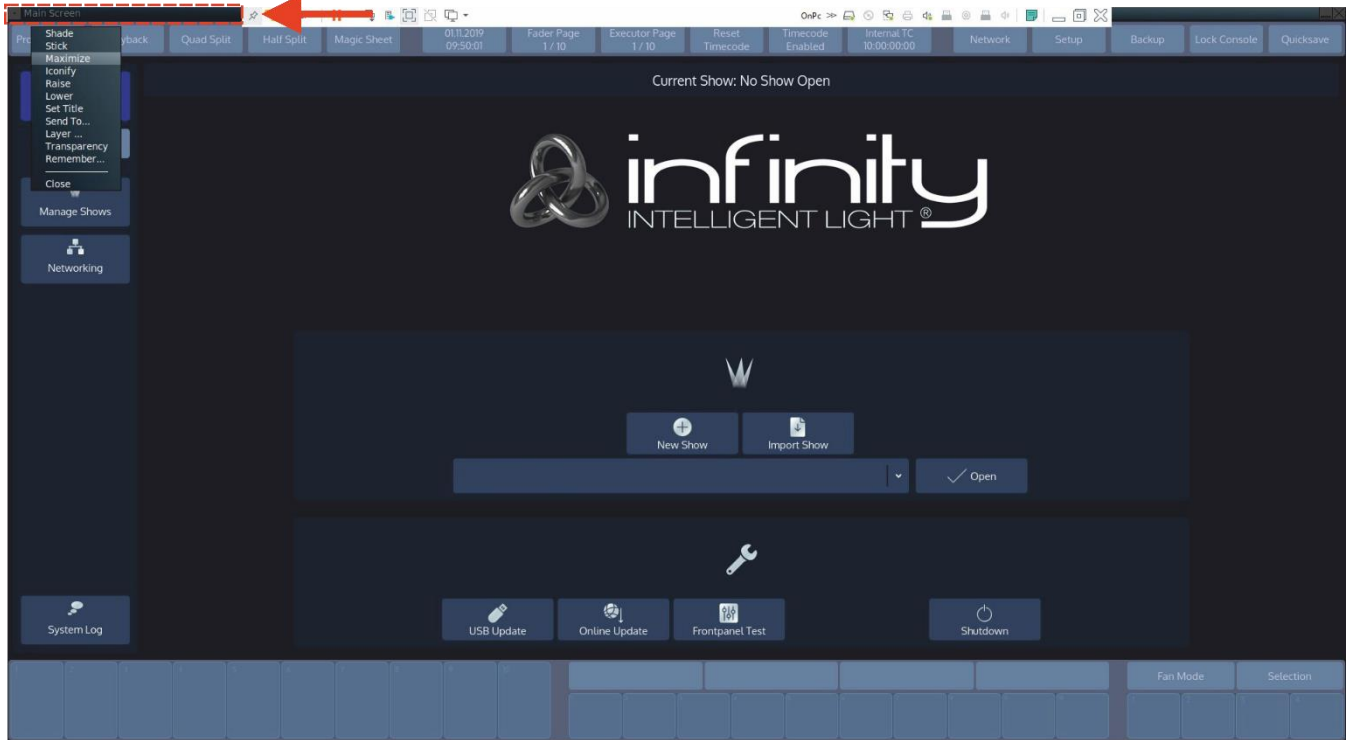 Main Screen
OnPc
Shade
Stick
Maximize
Iconify
Raise
Lower
Set Title
Send To...
Layer ...
Transparency
Remember...
Close
Quad Split
Half Split
Magic Sheet
01.11.2019
09:50:01
Fader Page
1 / 10
Executor Page
1 / 10
Reset
Timecode
Timecode
Enabled
Internal TC
10:00:00:00
Network
Setup
Backup
Lock Console
Quicksave
Current Show: No Show Open
infinity
INTELLIGENT LIGHT ®
Manage Shows
Networking
New Show
Import Show
Open
System Log
USB Update
Online Update
Frontpanel Test
Shutdown
Fan Mode
Selection